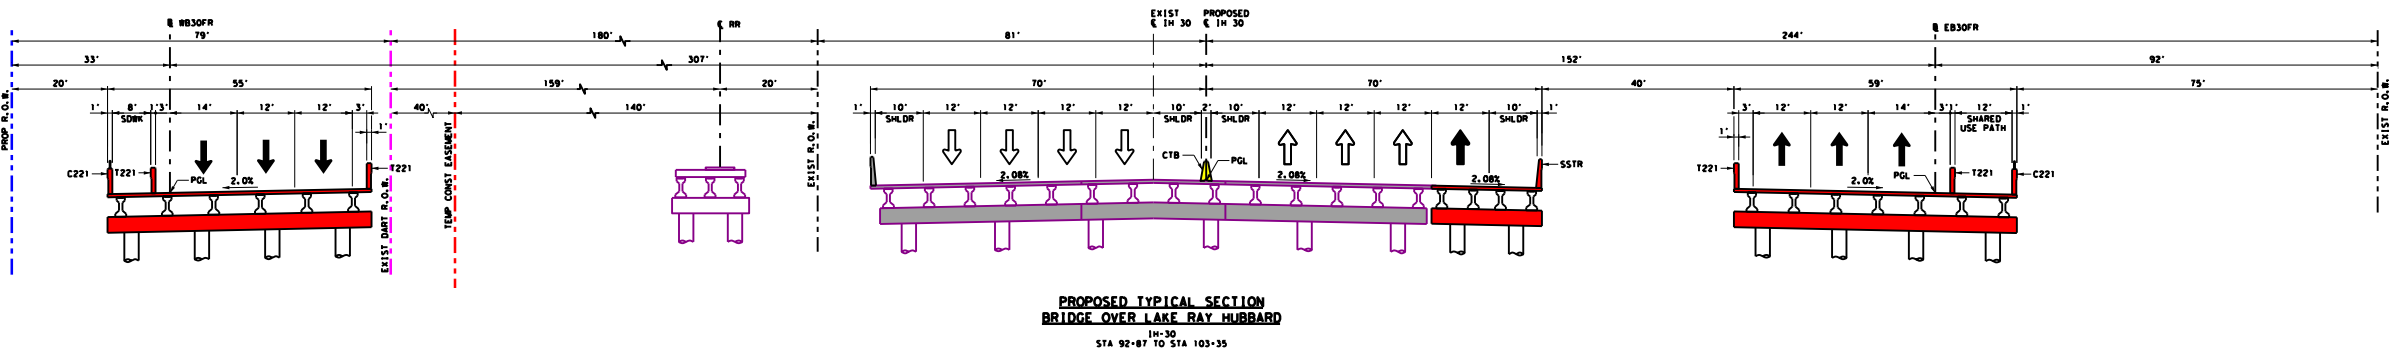 ℄ WB30FR
℄ RR
EXIST
℄ IH 30
PROPOSED
℄ IH 30
℄ EB30FR
79'
180'
81'
244'
33'
307'
152'
92'
20'
55'
159'
20'
70'
70'
40'
59'
75'
1'
8'
1'
3'
14'
12'
12'
3'
40'
140'
1'
10'
12'
12'
12'
12'
10'
2'
10'
12'
12'
12'
12'
10'
1'
3'
12'
12'
14'
3'
1'
12'
1'
SDWK
SHLDR
SHLDR
SHLDR
SHLDR
SHARED
USE PATH
1'
1'
PROP R.O.W.
EXIST DART R.O.W.
TEMP CONST EASEMENT
EXIST R.O.W.
EXIST R.O.W.
C221
T221
PGL
2.0%
T221
2.08%
CTB
PGL
2.08%
2.08%
SSTR
T221
2.0%
PGL
T221
C221
PROPOSED TYPICAL SECTION
BRIDGE OVER LAKE RAY HUBBARD
IH-30
STA 92+87 TO STA 103+35